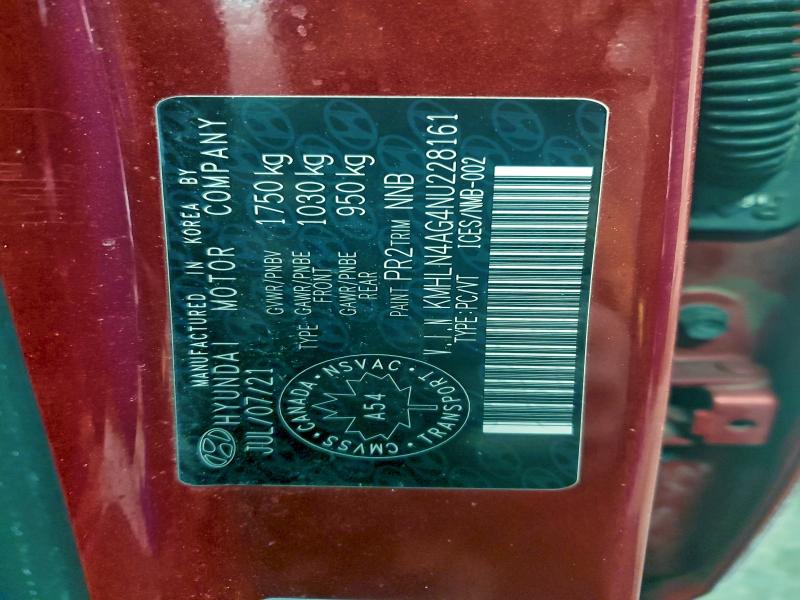 MANUFACTURED IN KOREA BY
HYUNDAI MOTOR COMPANY
JUL/07/21 GVWR/PNBV 1750 kg
TYPE: GAWR/PNBE FRONT 1030 kg
GAWR/PNBE REAR 950 kg
PAINT PR2 TRIM NNB
V.I.N KMHLN4AG4NU228161
TYPE:PC/VT ICES/NMB-002
CMVSS • CANADA • NSVAC • TRANSPORT •
A54